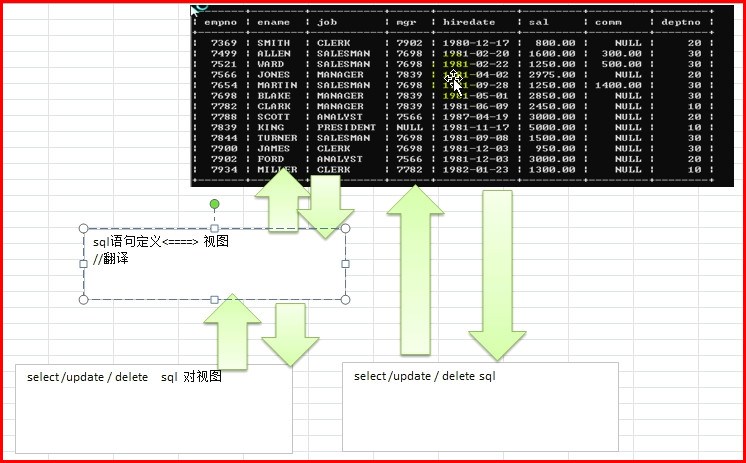 empno | ename | job | mgr | hiredate | sal | comm | deptno
7369 | SMITH | CLERK | 7902 | 1980-12-17 | 800.00 | NULL | 20
7499 | ALLEN | SALESMAN | 7698 | 1981-02-20 | 1600.00 | 300.00 | 30
7521 | WARD | SALESMAN | 7698 | 1981-02-22 | 1250.00 | 500.00 | 30
7566 | JONES | MANAGER | 7839 | 1981-04-02 | 2975.00 | NULL | 20
7654 | MARTIN | SALESMAN | 7698 | 1981-09-28 | 1250.00 | 1400.00 | 30
7698 | BLAKE | MANAGER | 7839 | 1981-05-01 | 2850.00 | NULL | 30
7782 | CLARK | MANAGER | 7839 | 1981-06-09 | 2450.00 | NULL | 10
7788 | SCOTT | ANALYST | 7566 | 1987-04-19 | 3000.00 | NULL | 20
7839 | KING | PRESIDENT | NULL | 1981-11-17 | 5000.00 | NULL | 10
7844 | TURNER | SALESMAN | 7698 | 1981-09-08 | 1500.00 | NULL | 30
7900 | JAMES | CLERK | 7698 | 1981-12-03 | 950.00 | NULL | 30
7902 | FORD | ANALYST | 7566 | 1981-12-03 | 3000.00 | NULL | 20
7934 | MILLER | CLERK | 7782 | 1982-01-23 | 1300.00 | NULL | 10
sql语句定义<====> 视图
//翻译
select /update / delete sql 对视图
select /update / delete sql